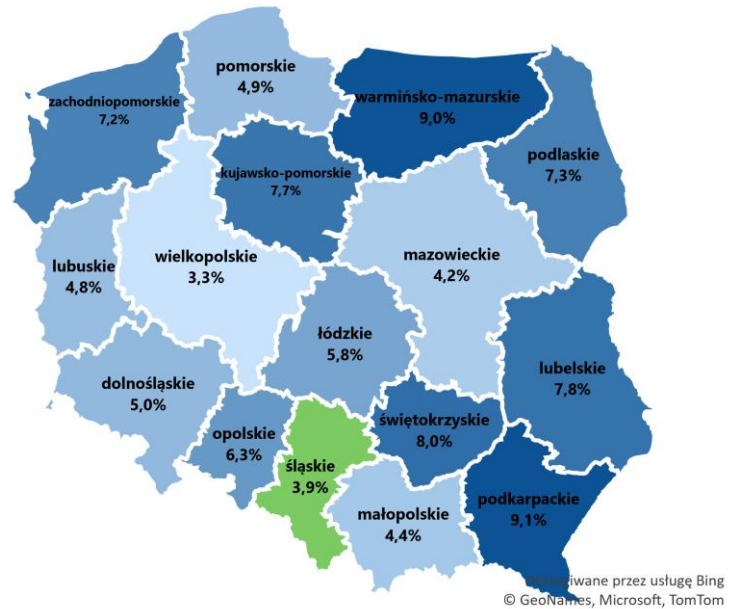 pomorskie
4,9%
zachodniopomorskie
7,2%
warmińsko-mazurskie
9,0%
podlaskie
7,3%
kujawsko-pomorskie
7,7%
wielkopolskie
3,3%
mazowieckie
4,2%
lubuskie
4,8%
łódzkie
5,8%
lubelskie
7,8%
dolnośląskie
5,0%
opolskie
6,3%
świętokrzyskie
8,0%
śląskie
3,9%
podkarpackie
9,1%
małopolskie
4,4%
przez usługę Bing
© GeoNames, Microsoft, TomTom